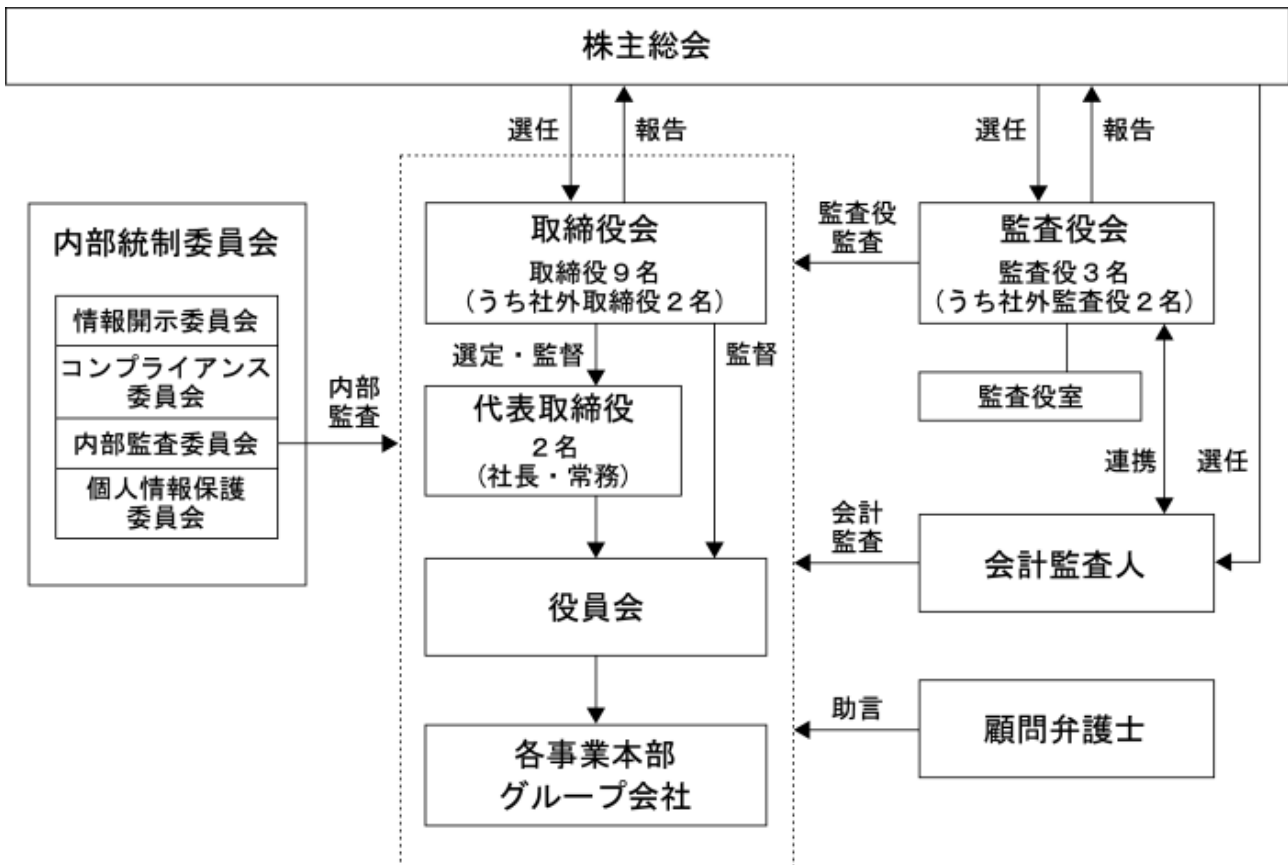 株主総会
選任
報告
選任
報告
内部統制委員会
情報開示委員会
コンプライアンス
委員会
内部監査委員会
個人情報保護
委員会
内部
監査
取締役会
取締役９名
（うち社外取締役２名）
選定・監督
監督
代表取締役
２名
（社長・常務）
役員会
各事業本部
グループ会社
監査役
監査
監査役会
監査役３名
（うち社外監査役２名）
監査役室
連携
選任
会計
監査
会計監査人
助言
顧問弁護士